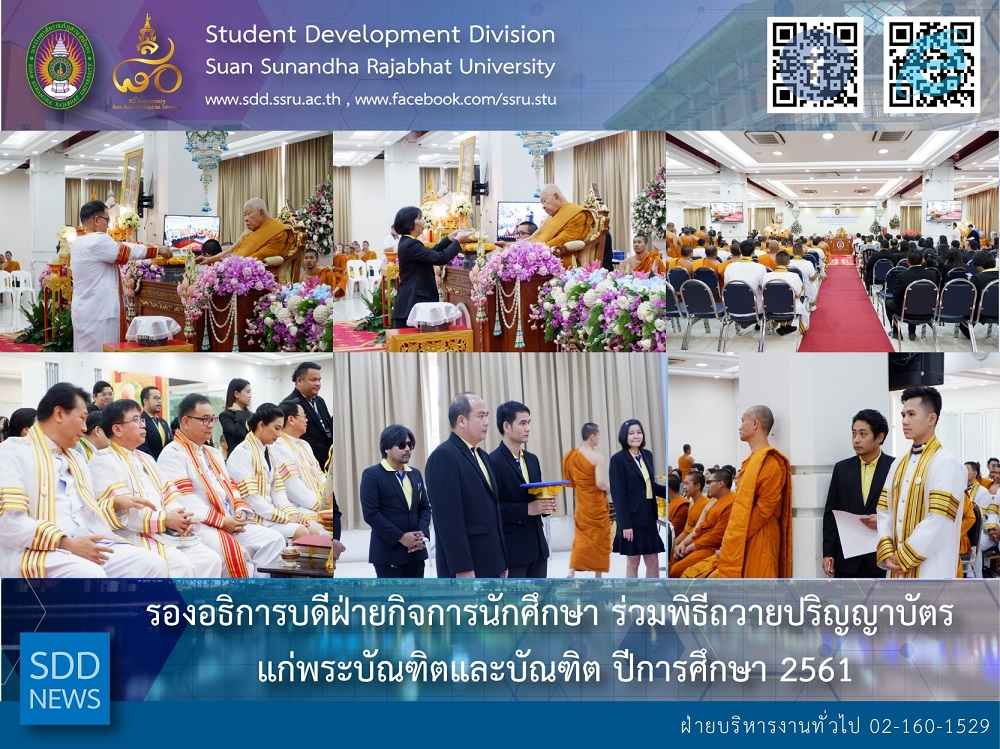 Student Development Division
Suan Sunandha Rajabhat University
www.sdd.ssru.ac.th , www.facebook.com/ssru.stu
รองอธิการบดีฝ่ายกิจการนักศึกษา ร่วมพิธีถวายปริญญาบัตร
แก่พระบัณฑิตและบัณฑิต ปีการศึกษา 2561
SDD
NEWS
ฝ่ายบริหารงานทั่วไป 02-160-1529